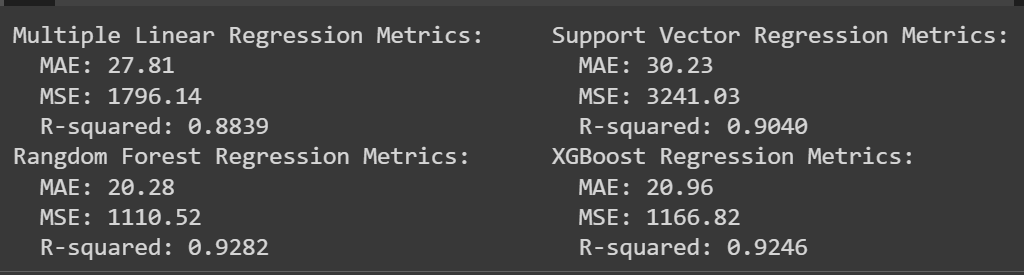 Multiple Linear Regression Metrics:
  MAE: 27.81
  MSE: 1796.14
  R-squared: 0.8839
Rangdom Forest Regression Metrics:
  MAE: 20.28
  MSE: 1110.52
  R-squared: 0.9282
Support Vector Regression Metrics:
  MAE: 30.23
  MSE: 3241.03
  R-squared: 0.9040
XGBoost Regression Metrics:
  MAE: 20.96
  MSE: 1166.82
  R-squared: 0.9246